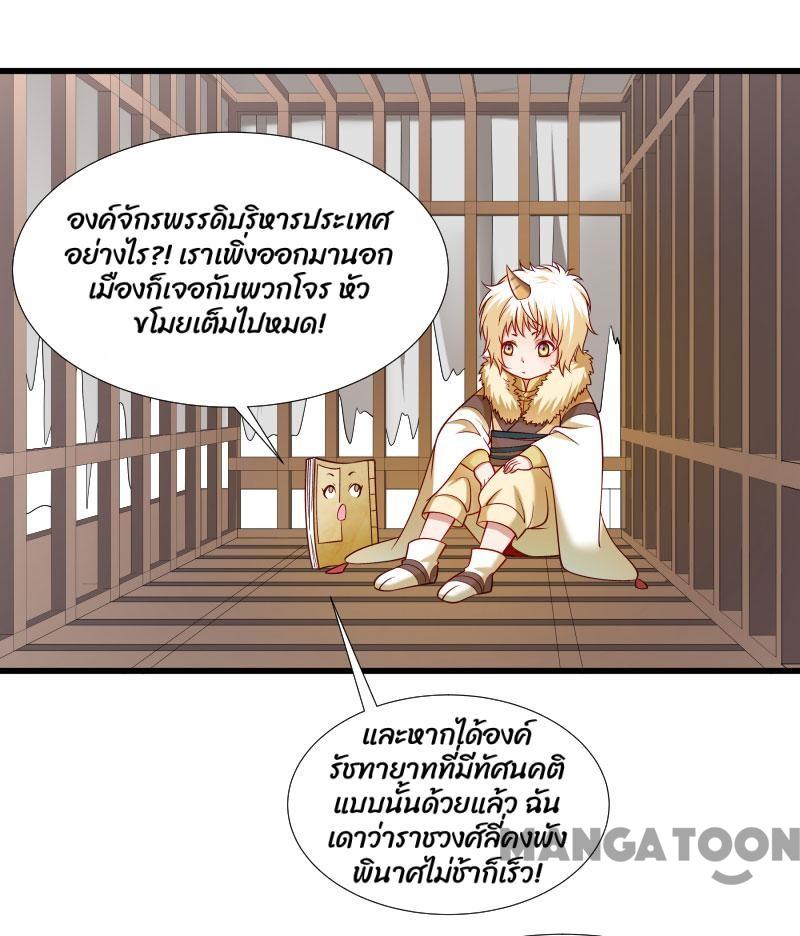 องค์จักรพรรดิบริหารประเทศ
อย่างไร?! เราเพิ่งออกมานอก
เมืองก็เจอกับพวกโจร หัว
ขโมยเต็มไปหมด!
และหากได้องค์
รัชทายาทที่มีทัศนคติ
แบบนั้นด้วยแล้ว ฉัน
เดาว่าราชวงศ์ลี่คงพัง
พินาศไม่ช้าก็เร็ว!
MANGATOON